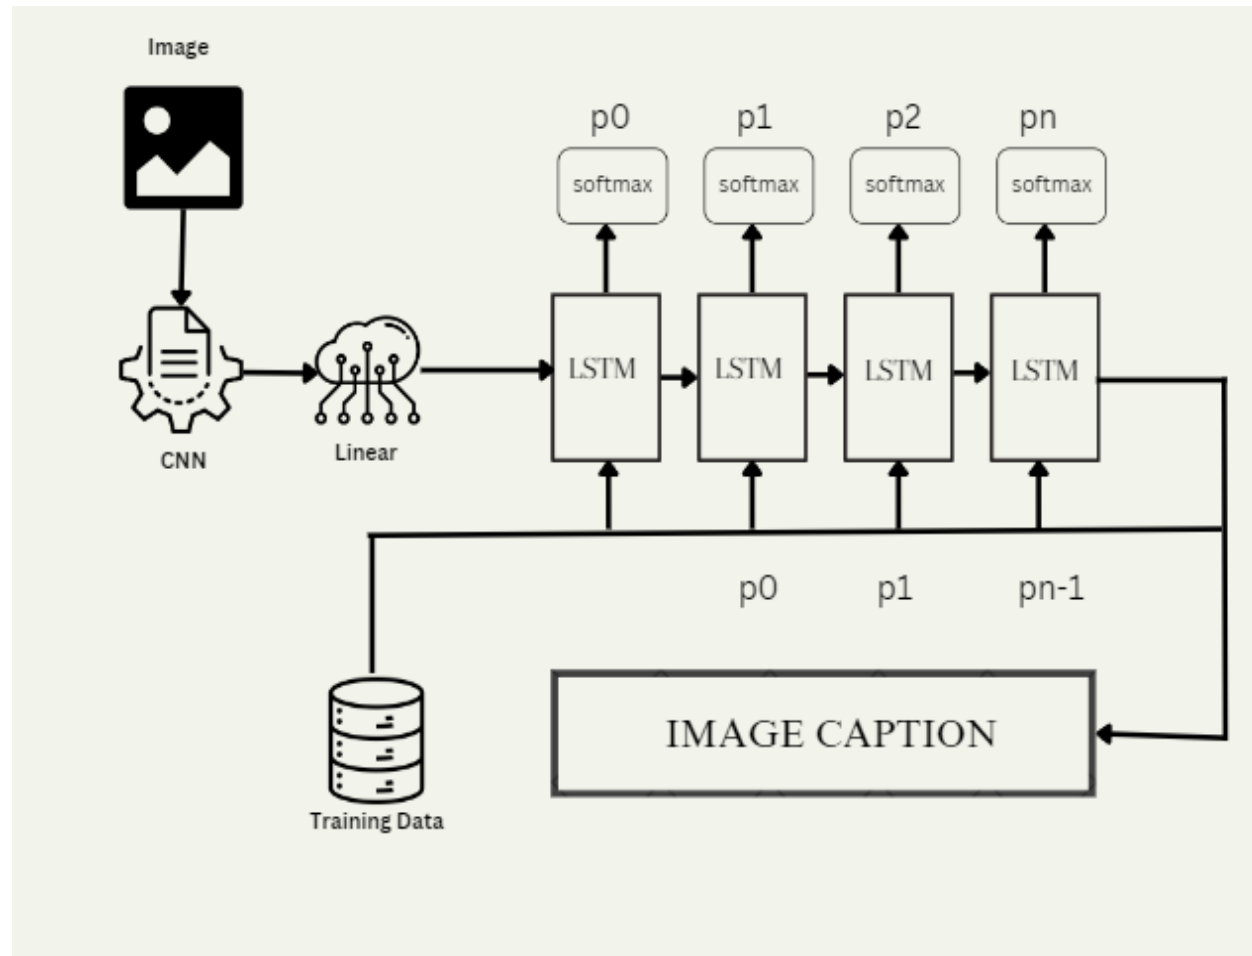 Image
p0
p1
p2
pn
softmax
softmax
softmax
softmax
LSTM
LSTM
LSTM
LSTM
CNN
Linear
p0
p1
pn-1
IMAGE CAPTION
Training Data